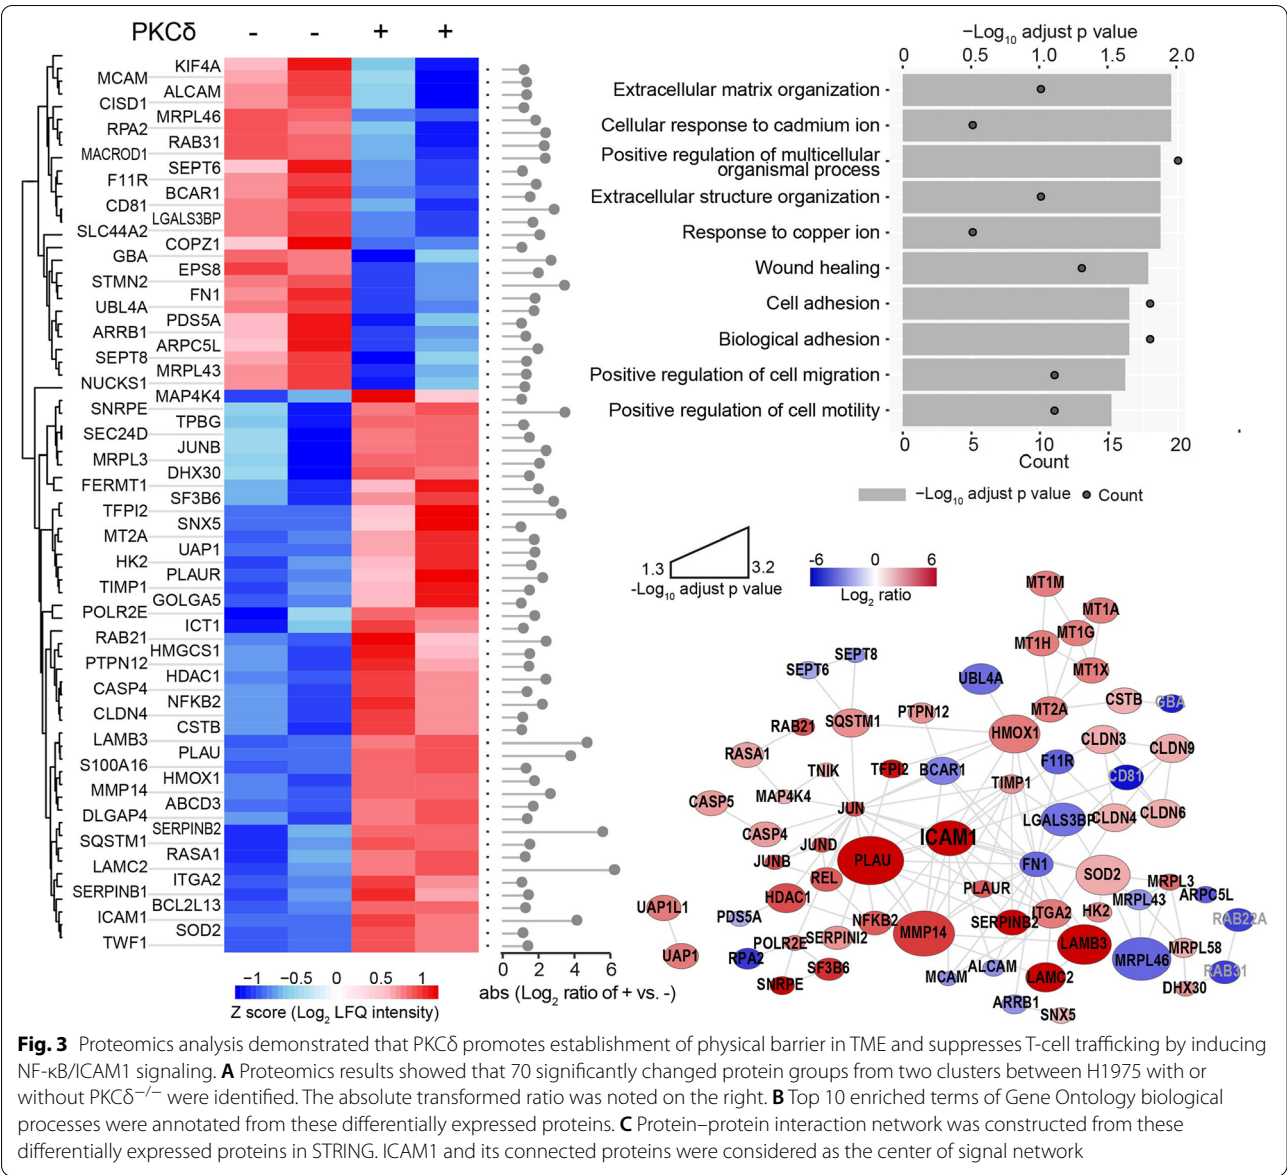 PKCδ - - + +
KIF4A
MCAM
ALCAM
CISD1
MRPL46
RPA2
RAB31
MACROD1
SEPT6
F11R
BCAR1
CD81
LGALS3BP
SLC44A2
COPZ1
GBA
EPS8
STMN2
FN1
UBL4A
PDS5A
ARRB1
ARPC5L
SEPT8
MRPL43
NUCKS1
MAP4K4
SNRPE
TPBG
SEC24D
JUNB
MRPL3
DHX30
FERMT1
SF3B6
TFPI2
SNX5
MT2A
UAP1
HK2
PLAUR
TIMP1
GOLGA5
POLR2E
ICT1
RAB21
HMGCS1
PTPN12
HDAC1
CASP4
NFKB2
CLDN4
CSTB
LAMB3
PLAU
S100A16
HMOX1
MMP14
ABCD3
DLGAP4
SERPINB2
SQSTM1
RASA1
LAMC2
ITGA2
SERPINB1
BCL2L13
ICAM1
SOD2
TWF1
−1 −0.5 0 0.5 1
Z score (Log2 LFQ intensity)
0 2 4 6
abs (Log2 ratio of + vs. -)
−Log10 adjust p value
0 0.5 1.0 1.5 2.0
Extracellular matrix organization
Cellular response to cadmium ion
Positive regulation of multicellular
organismal process
Extracellular structure organization
Response to copper ion
Wound healing
Cell adhesion
Biological adhesion
Positive regulation of cell migration
Positive regulation of cell motility
0 5 10 15 20
Count
−Log10 adjust p value Count
1.3 3.2
-Log10 adjust p value
-6 0 6
Log2 ratio
MT1M
MT1A
MT1G
MT1H
MT1X
SEPT8
SEPT6
UBL4A
MT2A
CSTB
GBA
PTPN12
SQSTM1
RAB21
HMOX1
CLDN3
CLDN9
RASA1
F11R
TNIK
TFPI2
BCAR1
TIMP1
CD81
MAP4K4
CASP5
JUN
LGALS3BP
CLDN4
CLDN6
CASP4
ICAM1
JUND
JUNB
PLAU
FN1
REL
SOD2
MRPL3
PLAUR
HDAC1
MRPL43
ARPC5L
UAP1L1
ITGA2
HK2
PDS5A
NFKB2
SERPINB2
RAB22A
MMP14
SERPINI2
POLR2E
LAMB3
MRPL58
UAP1
RPA2
MRPL46
SF3B6
ALCAM
MCAM
LAMC2
RAB31
SNRPE
DHX30
ARRB1
SNX5
Fig. 3 Proteomics analysis demonstrated that PKCδ promotes establishment of physical barrier in TME and suppresses T-cell trafficking by inducing
NF-κB/ICAM1 signaling. A Proteomics results showed that 70 significantly changed protein groups from two clusters between H1975 with or
without PKCδ−/− were identified. The absolute transformed ratio was noted on the right. B Top 10 enriched terms of Gene Ontology biological
processes were annotated from these differentially expressed proteins. C Protein–protein interaction network was constructed from these
differentially expressed proteins in STRING. ICAM1 and its connected proteins were considered as the center of signal network